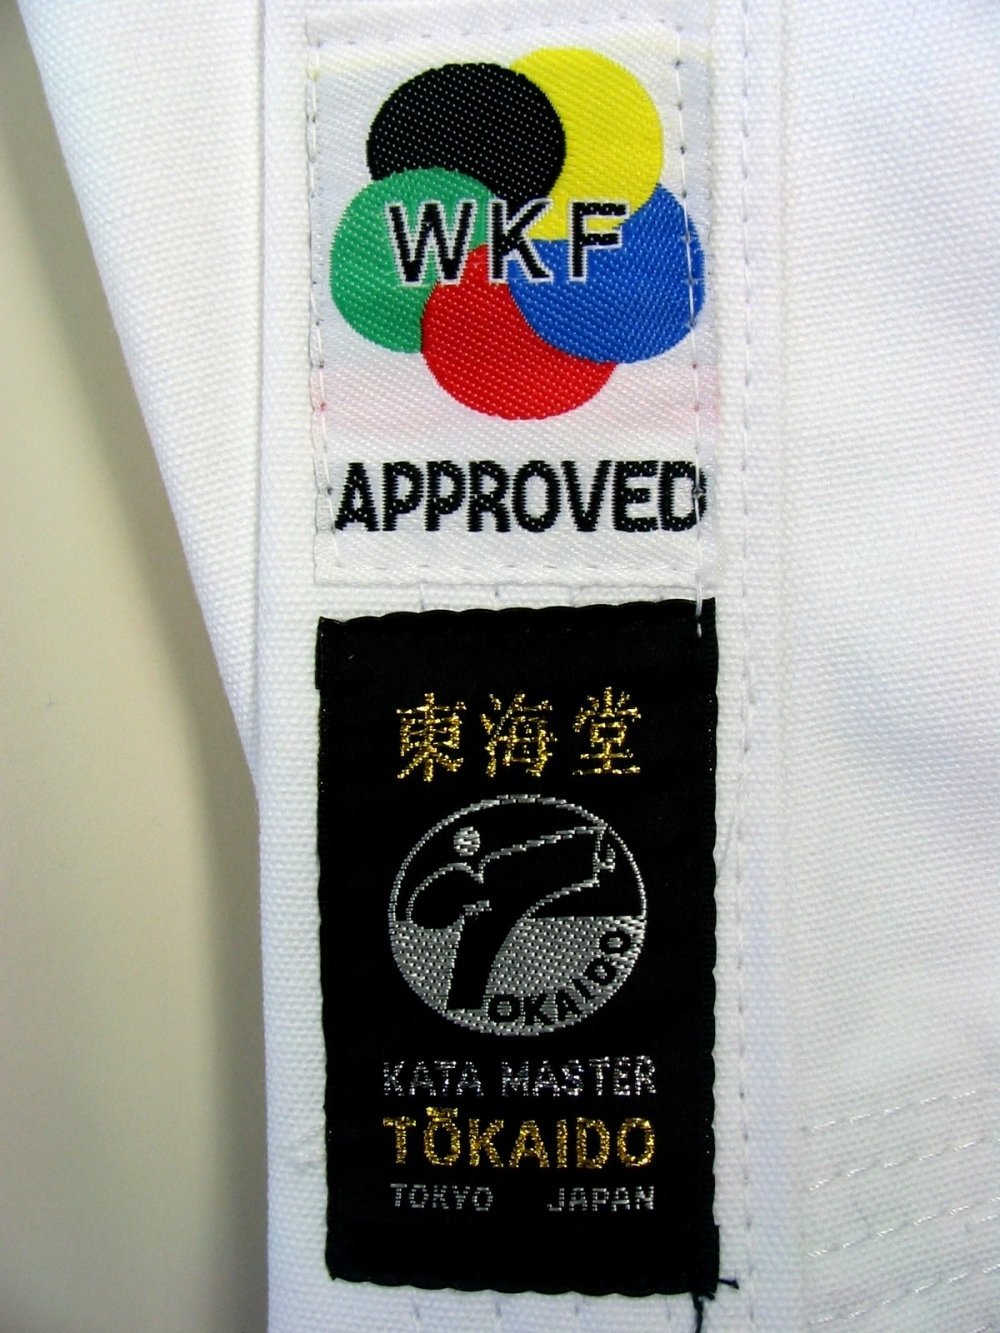 WKF
APPROVED
東海堂
TOKAIDO
KATA MASTER
TŌKAIDO
TOKYO JAPAN